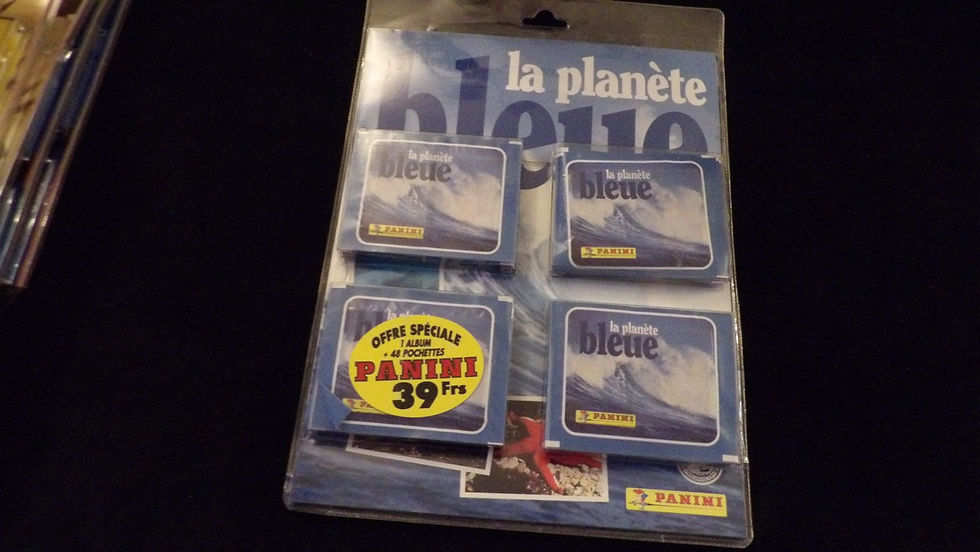 la planète
bleue
la planète
bleue
PANINI
la planète
bleue
PANINI
la pl
OFFRE SPÉCIALE
1 ALBUM
+ 48 POCHETTES
PANINI
39 Frs
la planète
bleue
PANINI
PANINI